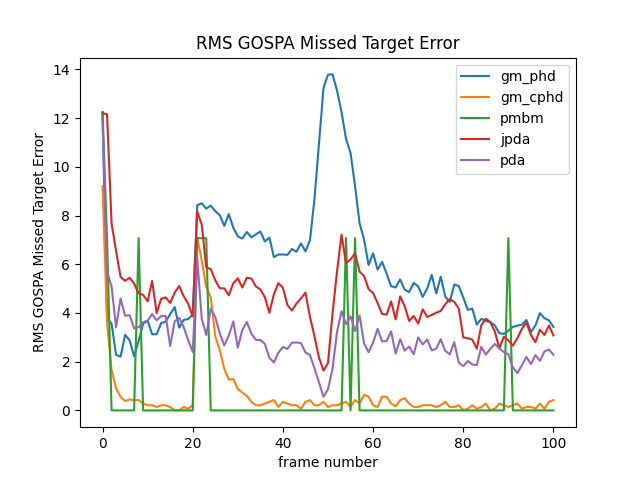 RMS GOSPA Missed Target Error
RMS GOSPA Missed Target Error
14
12
10
8
6
4
2
0
gm_phd
gm_cphd
pmbm
jpda
pda
0 20 40 60 80 100
frame number